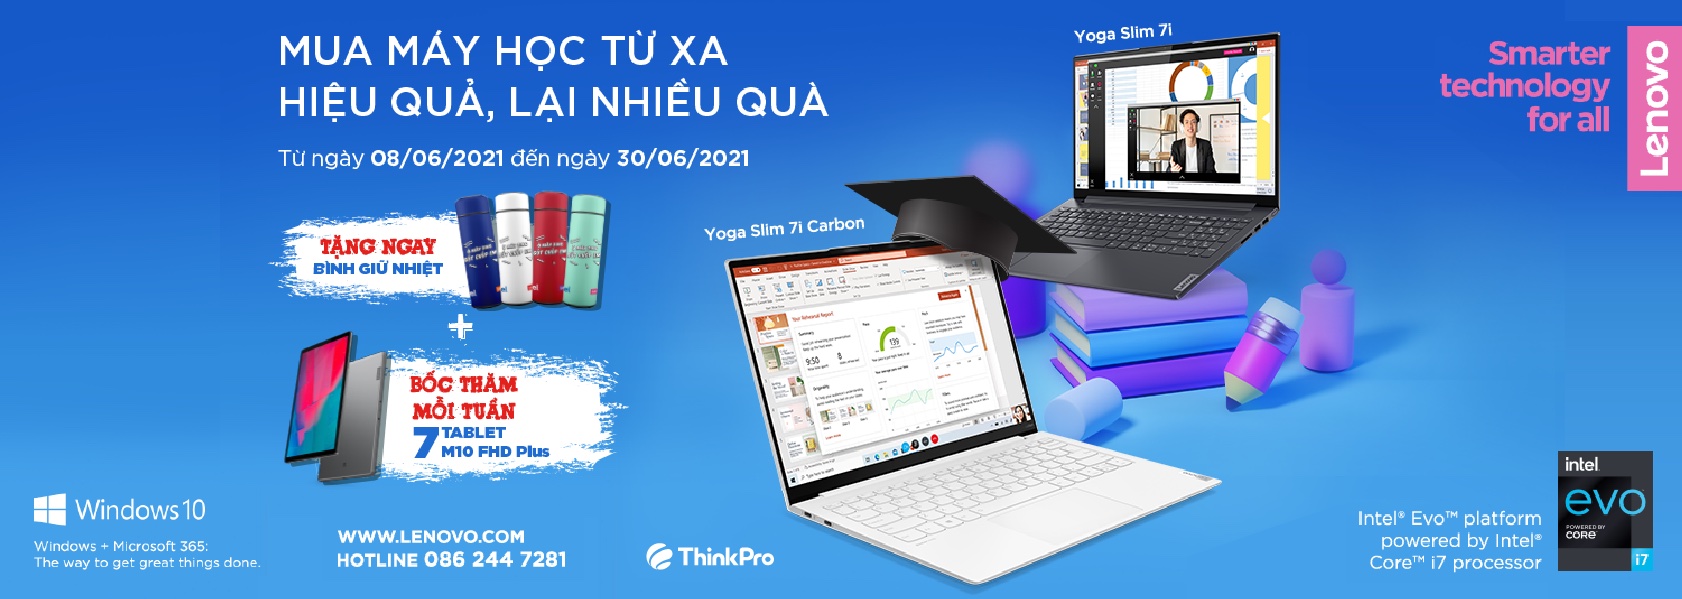 MUA MÁY HỌC TỪ XA
HIỆU QUẢ, LẠI NHIỀU QUÀ
Từ ngày 08/06/2021 đến ngày 30/06/2021
TẶNG NGAY
BÌNH GIỮ NHIỆT
+
BỐC THĂM
MỖI TUẦN
7 TABLET
M10 FHD Plus
Windows 10
Windows + Microsoft 365:
The way to get great things done.
WWW.LENOVO.COM
HOTLINE 086 244 7281
ThinkPro
Yoga Slim 7i Carbon
Yoga Slim 7i
Summary
139
Smarter
technology
for all
Lenovo
Intel® Evo™ platform
powered by Intel®
Core™ i7 processor
intel
evo
POWERED BY
CORE
i7